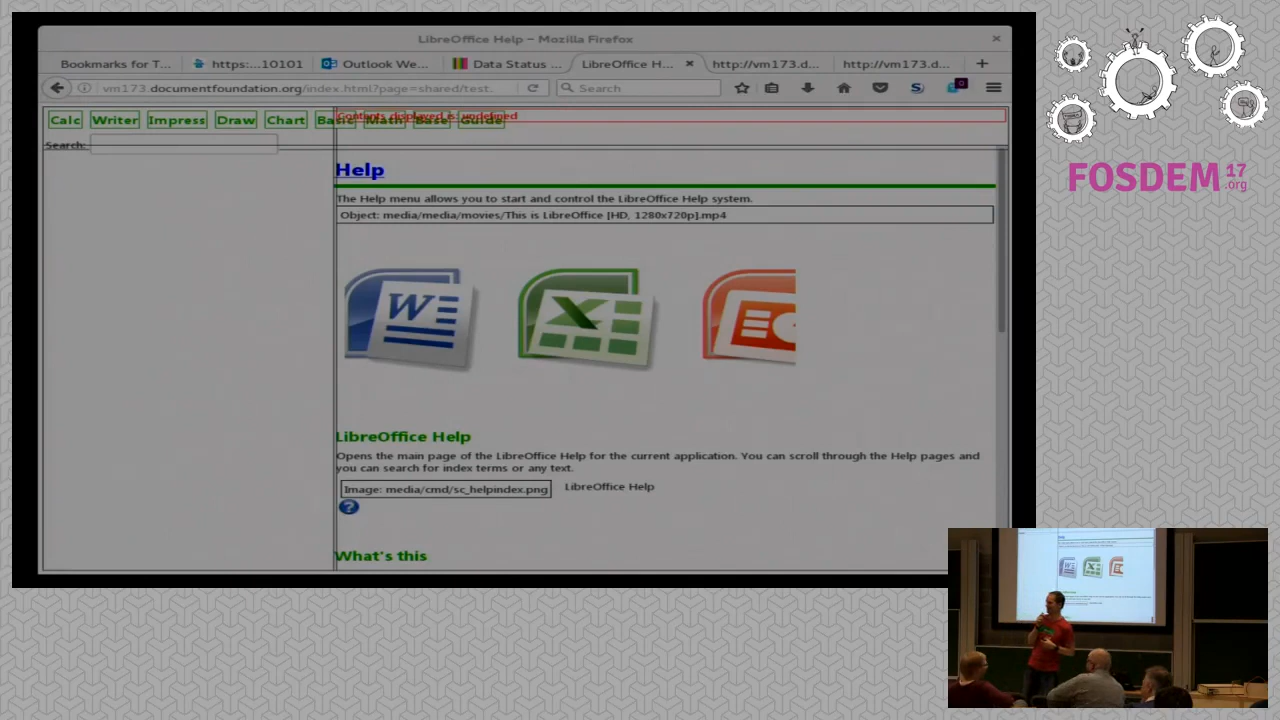 LibreOffice Help - Mozilla Firefox
Bookmarks for T...
https:...10101
Outlook We...
Data Status ...
LibreOffice H...
http://vm173.d...
http://vm173.d...
vm173.documentfoundation.org/index.html?page=shared/test.
Search
Calc Writer Impress Draw Chart Basic Math Base Guide
Contents displayed is: undefined
Search:
Help
The Help menu allows you to start and control the LibreOffice Help system.
Object: media/media/movies/This is LibreOffice [HD, 1280x720p].mp4
LibreOffice Help
Opens the main page of the LibreOffice Help for the current application. You can scroll through the Help pages and
you can search for index terms or any text.
Image: media/cmd/sc_helpindex.png
LibreOffice Help
What's this
FOSDEM 17
.org